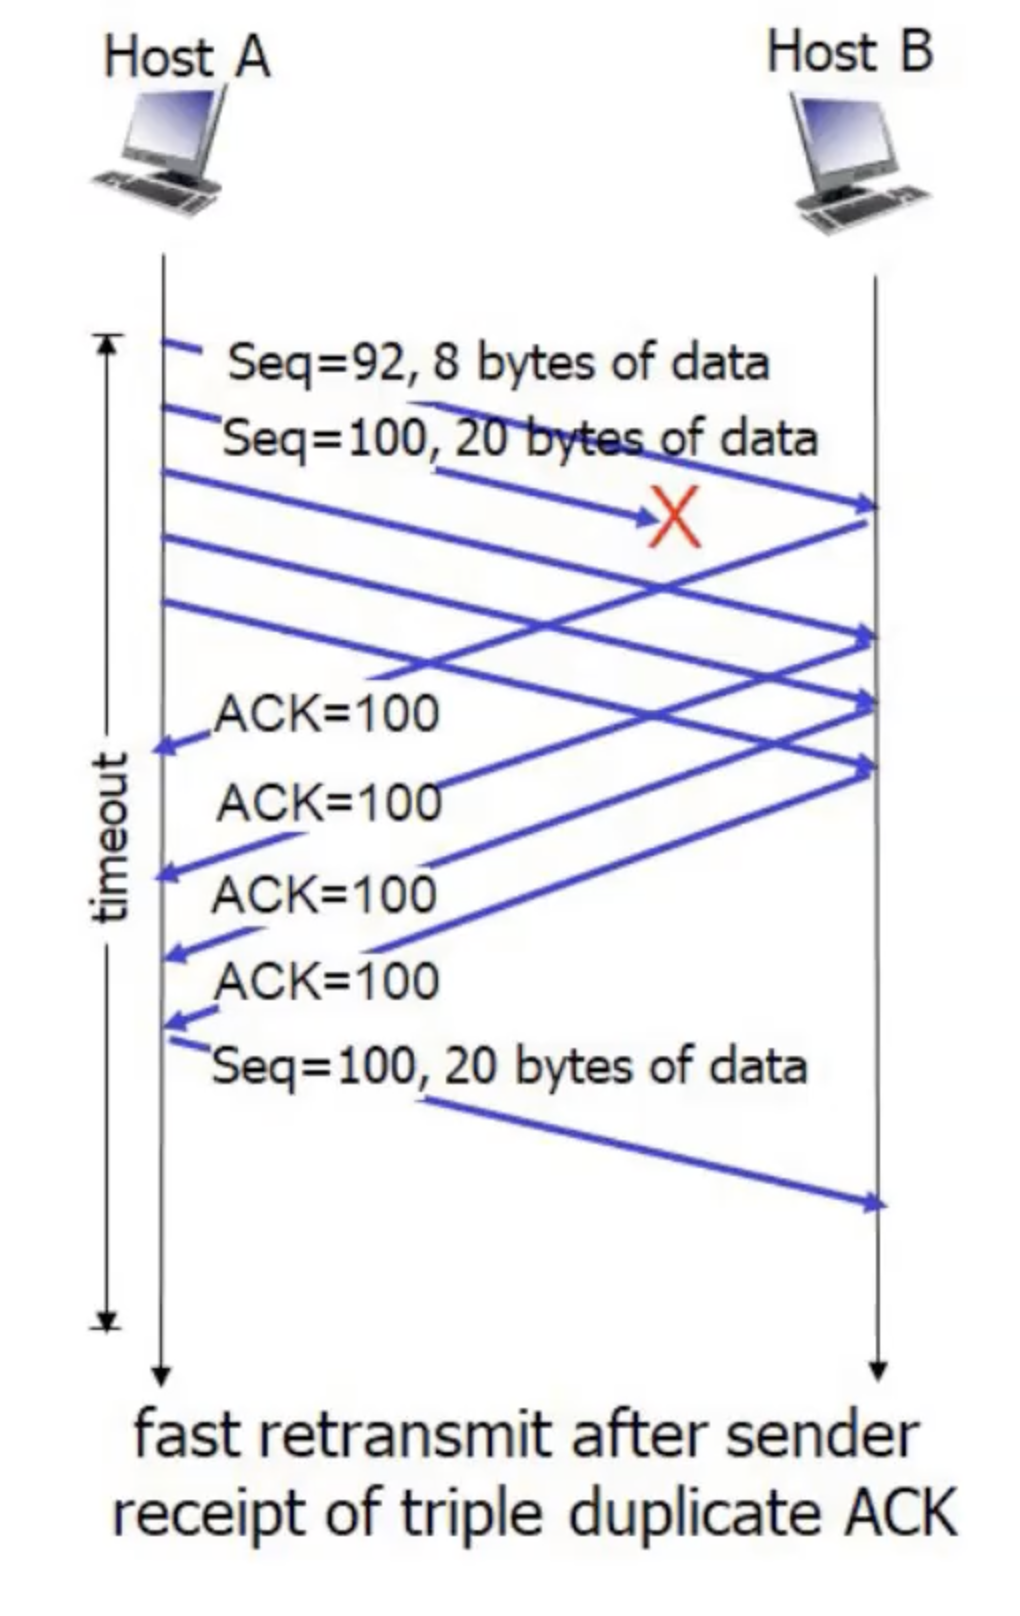 Host A
Host B
Seq=92, 8 bytes of data
Seq=100, 20 bytes of data
X
ACK=100
ACK=100
ACK=100
ACK=100
timeout
Seq=100, 20 bytes of data
fast retransmit after sender
receipt of triple duplicate ACK